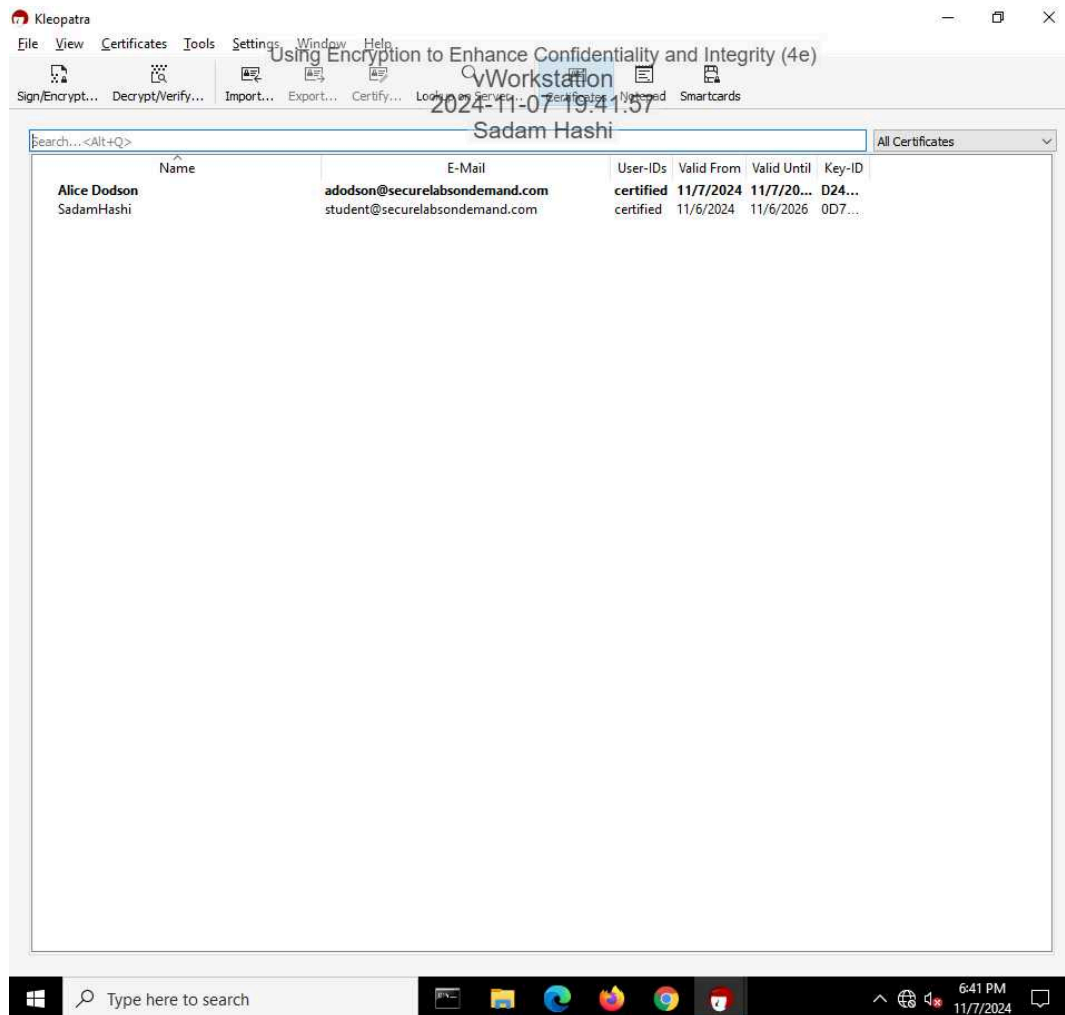 Kleopatra
File View Certificates Tools Settings Window Help
Using Encryption to Enhance Confidentiality and Integrity (4e)
vWorkstation
2024-11-07 19:41:57
Sadam Hashi
Sign/Encrypt... Decrypt/Verify... Import... Export... Certify... Lookup on Server... Certificates Notepad Smartcards
Search...<Alt+Q> All Certificates
Name E-Mail User-IDs Valid From Valid Until Key-ID
Alice Dodson adodson@securelabsondemand.com certified 11/7/2024 11/7/20... D24...
SadamHashi student@securelabsondemand.com certified 11/6/2024 11/6/2026 0D7...
Type here to search 6:41 PM
11/7/2024